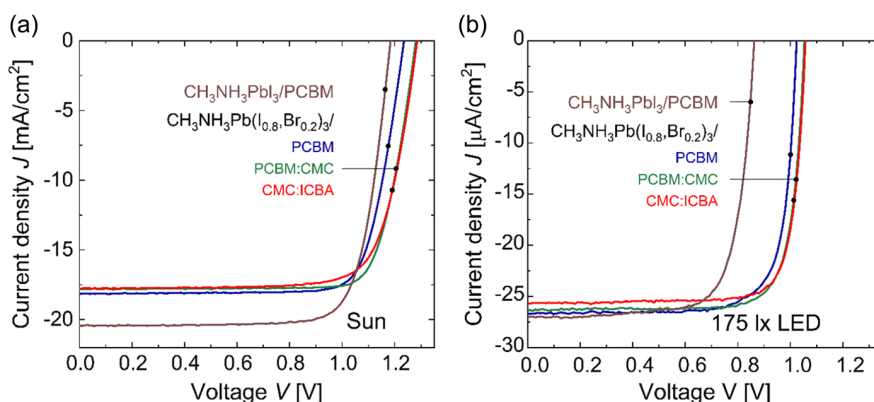 (a)
0
-5
-10
-15
-20
Current density J [mA/cm²]
CH₃NH₃PbI₃/PCBM
CH₃NH₃Pb(I₀.₈,Br₀.₂)₃/
PCBM
PCBM:CMC
CMC:ICBA
Sun
0.0 0.2 0.4 0.6 0.8 1.0 1.2
Voltage V [V]
(b)
0
-5
-10
-15
-20
-25
-30
Current density J [µA/cm²]
CH₃NH₃PbI₃/PCBM
CH₃NH₃Pb(I₀.₈,Br₀.₂)₃/
PCBM
PCBM:CMC
CMC:ICBA
175 lx LED
0.0 0.2 0.4 0.6 0.8 1.0 1.2
Voltage V [V]